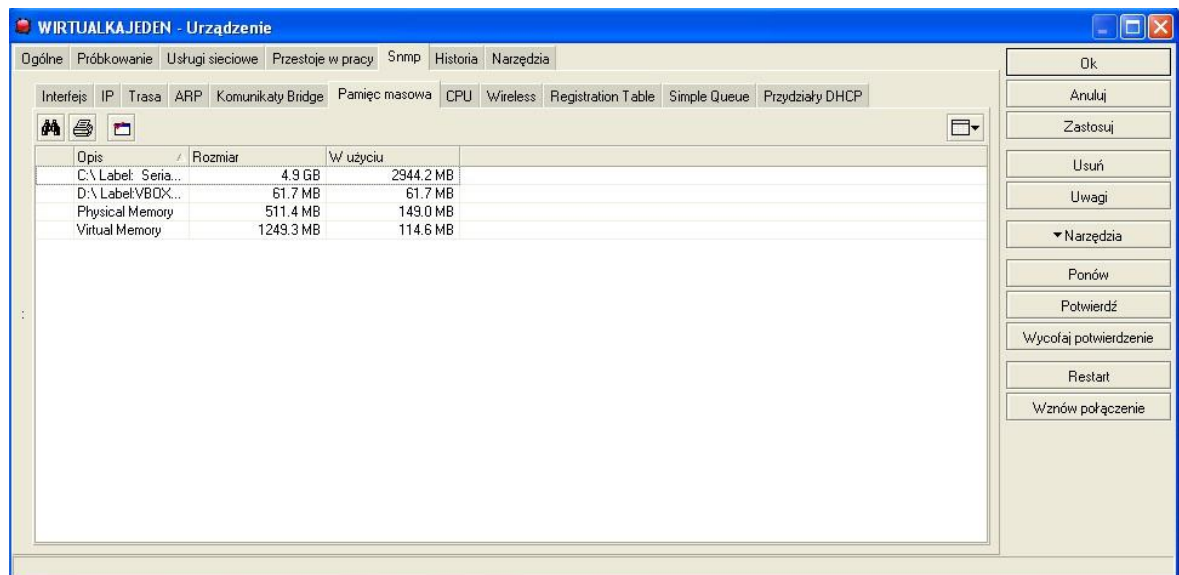 WIRTUALKAJEDEN - Urządzenie
Ogólne Próbkowanie Usługi sieciowe Przestoje w pracy Snmp Historia Narzędzia
Interfejs IP Trasa ARP Komunikaty Bridge Pamięc masowa CPU Wireless Registration Table Simple Queue Przydziały DHCP
Opis Rozmiar W użyciu
C:\ Label: Seria... 4.9 GB 2944.2 MB
D:\ Label:VBOX... 61.7 MB 61.7 MB
Physical Memory 511.4 MB 149.0 MB
Virtual Memory 1249.3 MB 114.6 MB
Ok
Anuluj
Zastosuj
Usuń
Uwagi
Narzędzia
Ponów
Potwierdź
Wycofaj potwierdzenie
Restart
Wznów połączenie